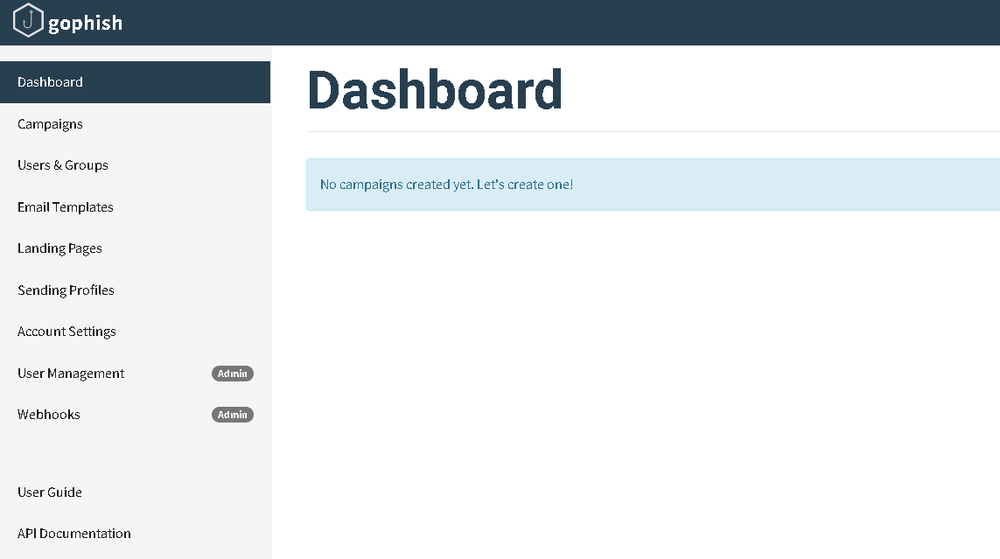 gophish
Dashboard
Campaigns
Users & Groups
Email Templates
Landing Pages
Sending Profiles
Account Settings
User Management Admin
Webhooks Admin
User Guide
API Documentation
Dashboard
No campaigns created yet. Let's create one!